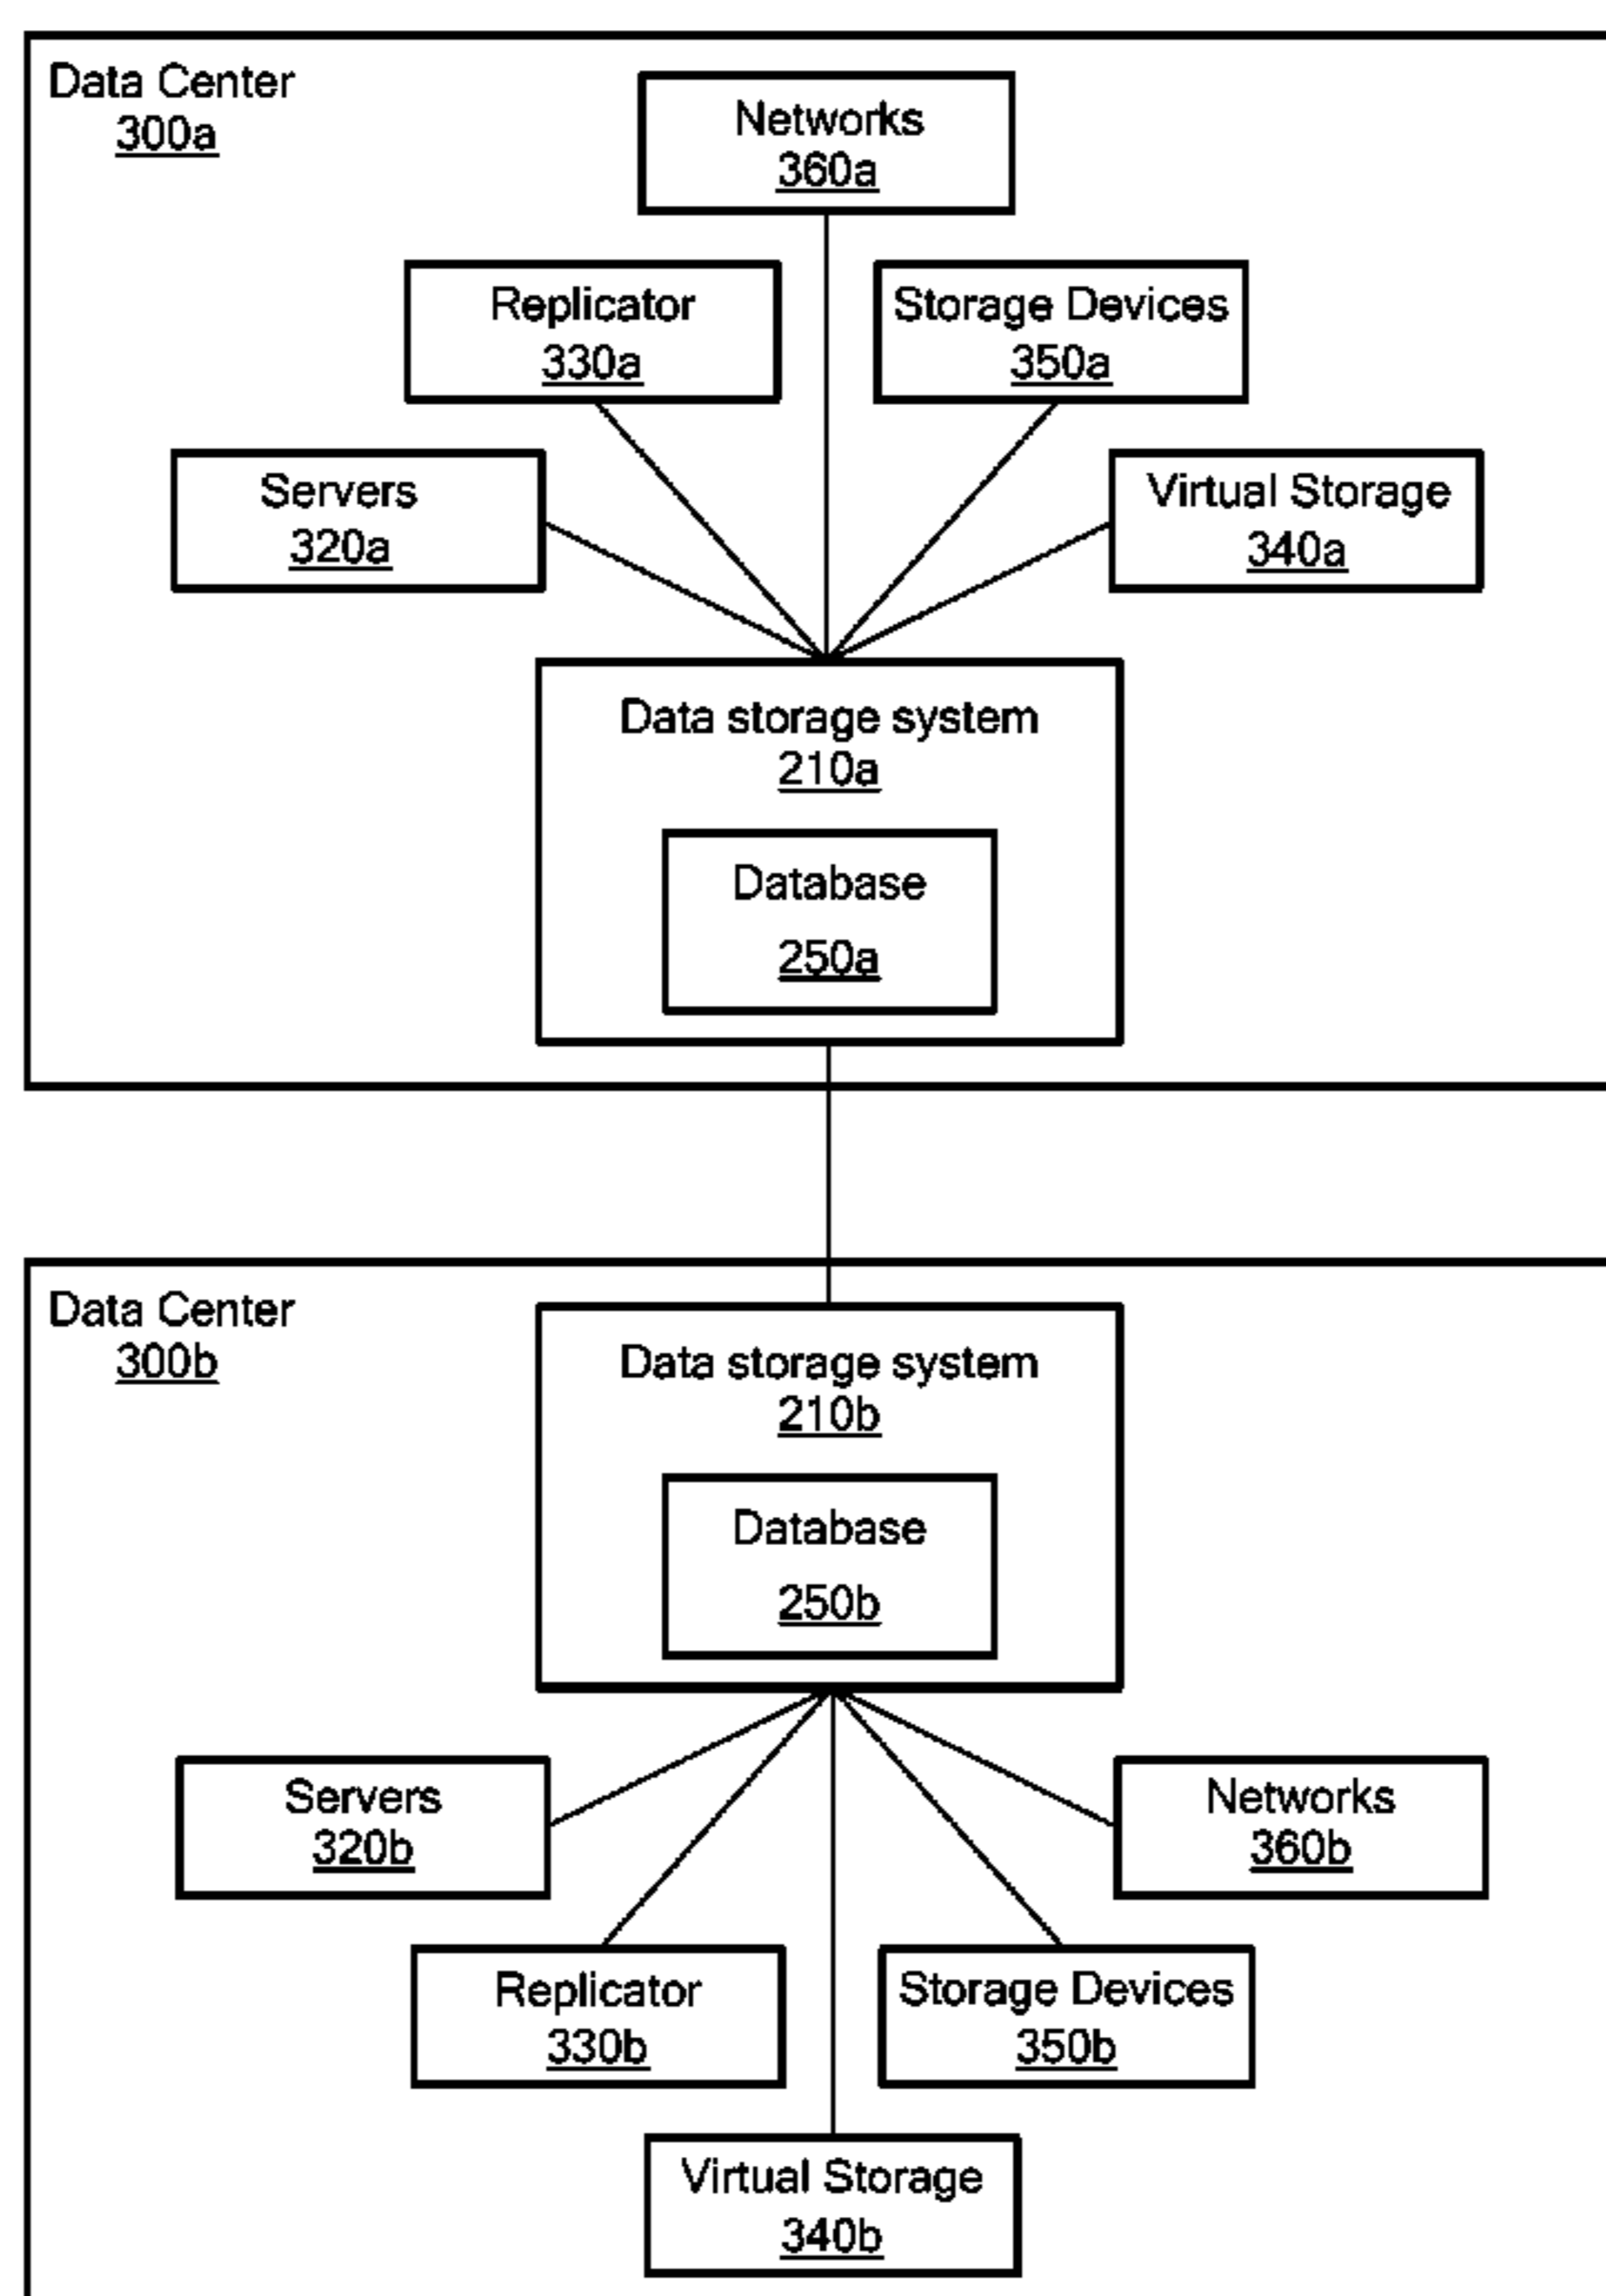 Data Center
300a
Networks
360a
Replicator
330a
Storage Devices
350a
Servers
320a
Virtual Storage
340a
Data storage system
210a
Database
250a
Data Center
300b
Data storage system
210b
Database
250b
Servers
320b
Networks
360b
Replicator
330b
Storage Devices
350b
Virtual Storage
340b